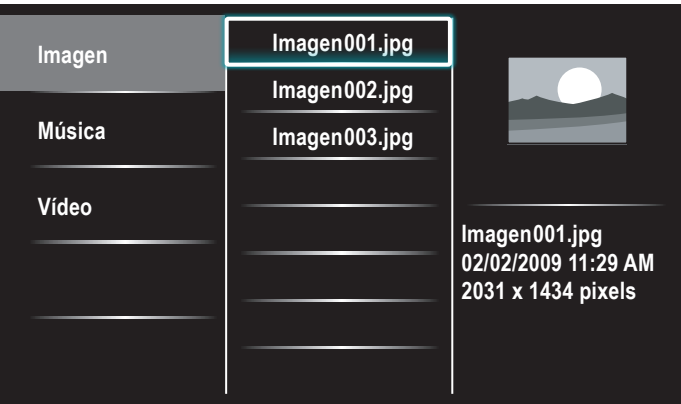 Imagen
Música
Vídeo
Imagen001.jpg
Imagen002.jpg
Imagen003.jpg
Imagen001.jpg
02/02/2009 11:29 AM
2031 x 1434 pixels